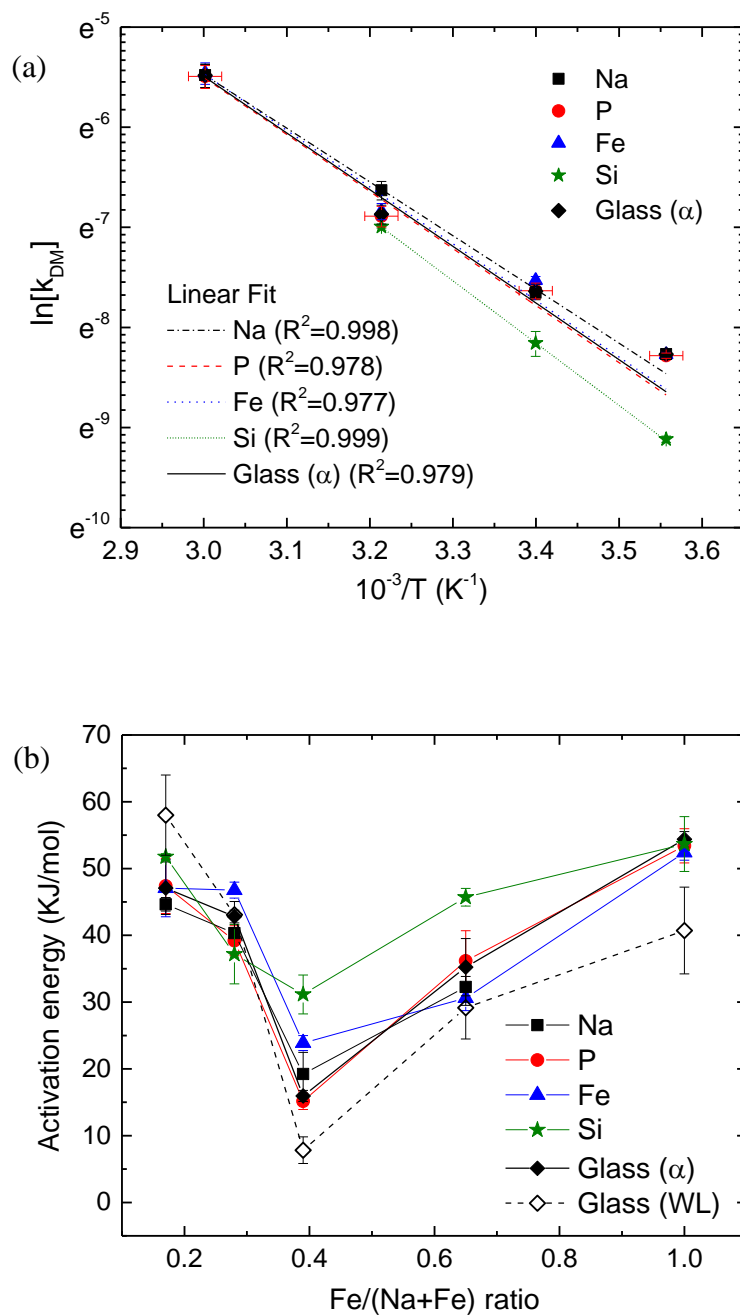 (a)
e⁻⁵
e⁻⁶
e⁻⁷
e⁻⁸
e⁻⁹
e⁻¹⁰
ln[k_DM]
Na
P
Fe
Si
Glass (α)
Linear Fit
Na (R²=0.998)
P (R²=0.978)
Fe (R²=0.977)
Si (R²=0.999)
Glass (α) (R²=0.979)
2.9 3.0 3.1 3.2 3.3 3.4 3.5 3.6
10⁻³/T (K⁻¹)
(b)
70
60
50
40
30
20
10
0
Activation energy (KJ/mol)
Na
P
Fe
Si
Glass (α)
Glass (WL)
0.2 0.4 0.6 0.8 1.0
Fe/(Na+Fe) ratio